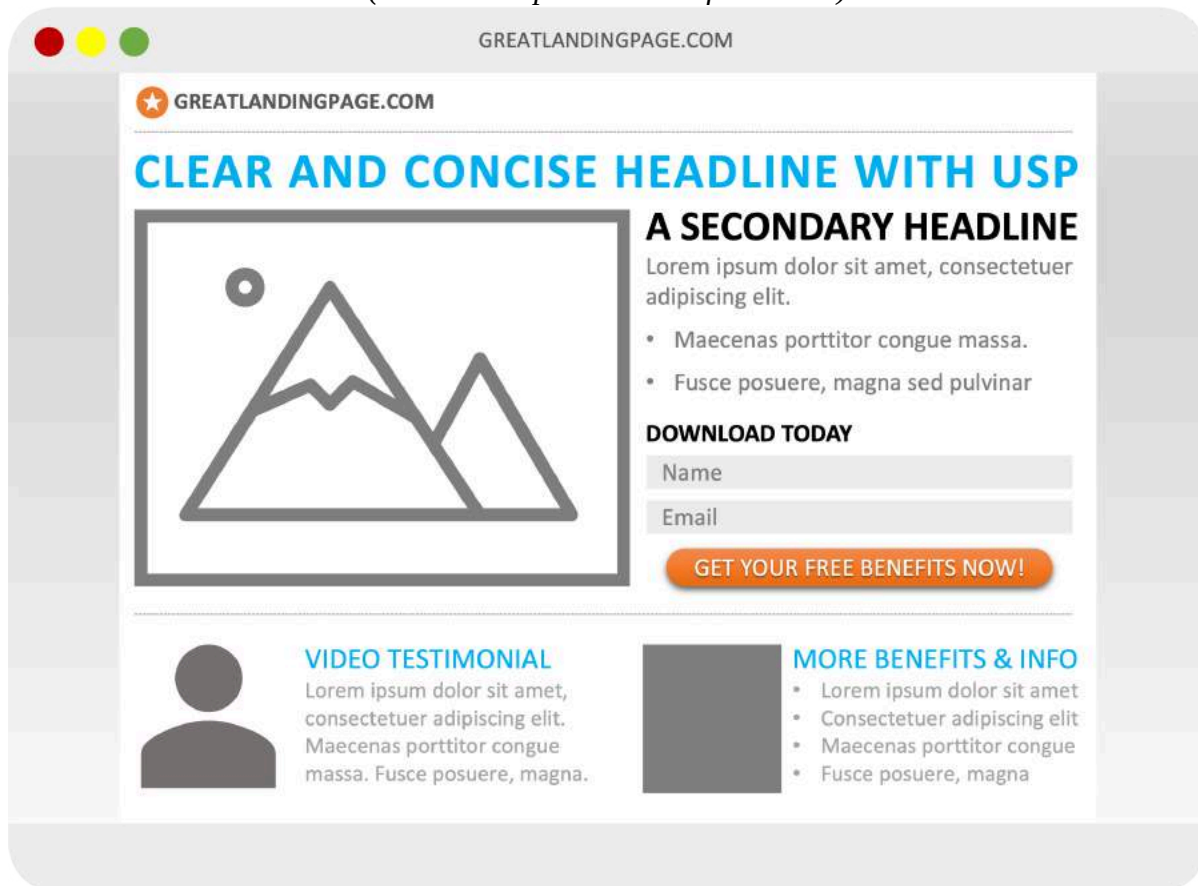 GREATLANDINGPAGE.COM
GREATLANDINGPAGE.COM
CLEAR AND CONCISE HEADLINE WITH USP
A SECONDARY HEADLINE
Lorem ipsum dolor sit amet, consectetuer
adipiscing elit.
• Maecenas porttitor congue massa.
• Fusce posuere, magna sed pulvinar
DOWNLOAD TODAY
Name
Email
GET YOUR FREE BENEFITS NOW!
VIDEO TESTIMONIAL
Lorem ipsum dolor sit amet,
consectetuer adipiscing elit.
Maecenas porttitor congue
massa. Fusce posuere, magna.
MORE BENEFITS & INFO
• Lorem ipsum dolor sit amet
• Consectetuer adipiscing elit
• Maecenas porttitor congue
• Fusce posuere, magna